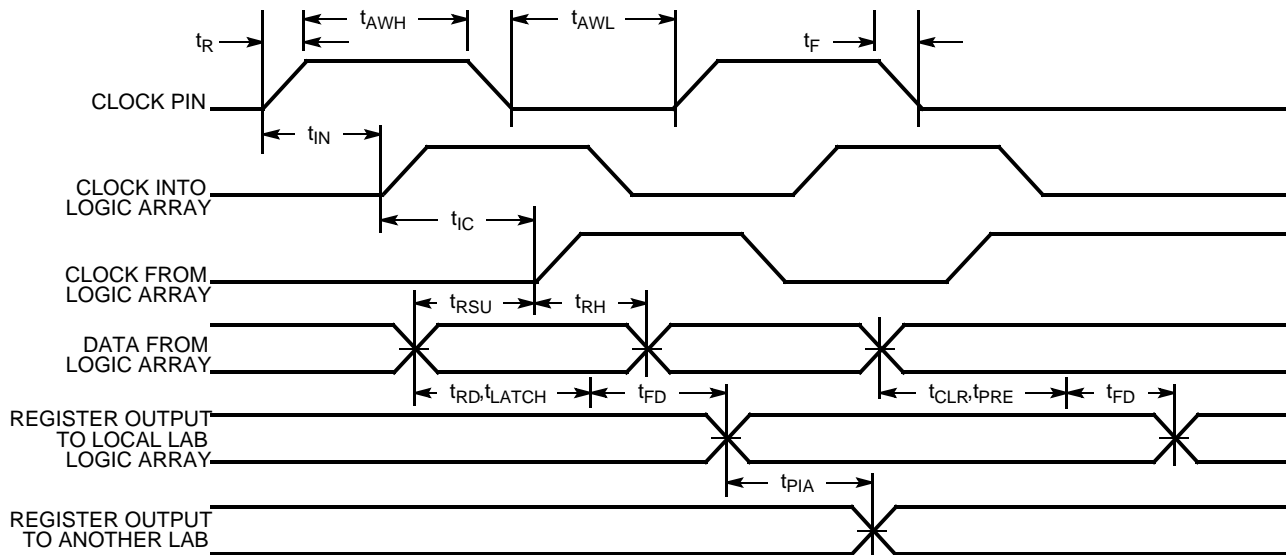 tAWH
tAWL
tR
tF
CLOCK PIN
tIN
CLOCK INTO
LOGIC ARRAY
tIC
CLOCK FROM
LOGIC ARRAY
tRSU
tRH
DATA FROM
LOGIC ARRAY
tRD,tLATCH
tFD
tCLR,tPRE
tFD
REGISTER OUTPUT
TO LOCAL LAB
LOGIC ARRAY
tPIA
REGISTER OUTPUT
TO ANOTHER LAB